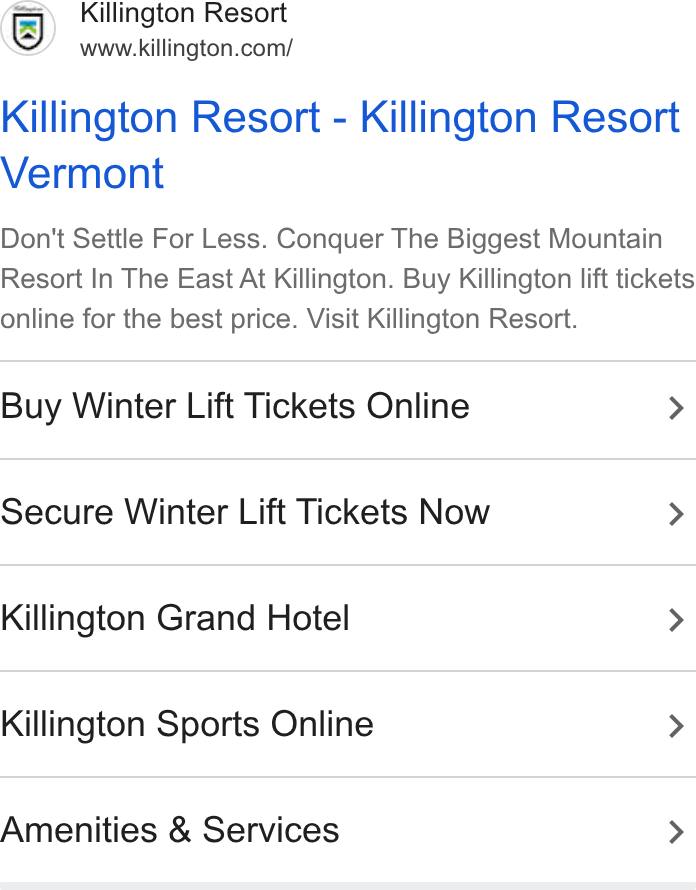 Killington Resort
www.killington.com/
Killington Resort - Killington Resort
Vermont
Don't Settle For Less. Conquer The Biggest Mountain
Resort In The East At Killington. Buy Killington lift tickets
online for the best price. Visit Killington Resort.
Buy Winter Lift Tickets Online
Secure Winter Lift Tickets Now
Killington Grand Hotel
Killington Sports Online
Amenities & Services